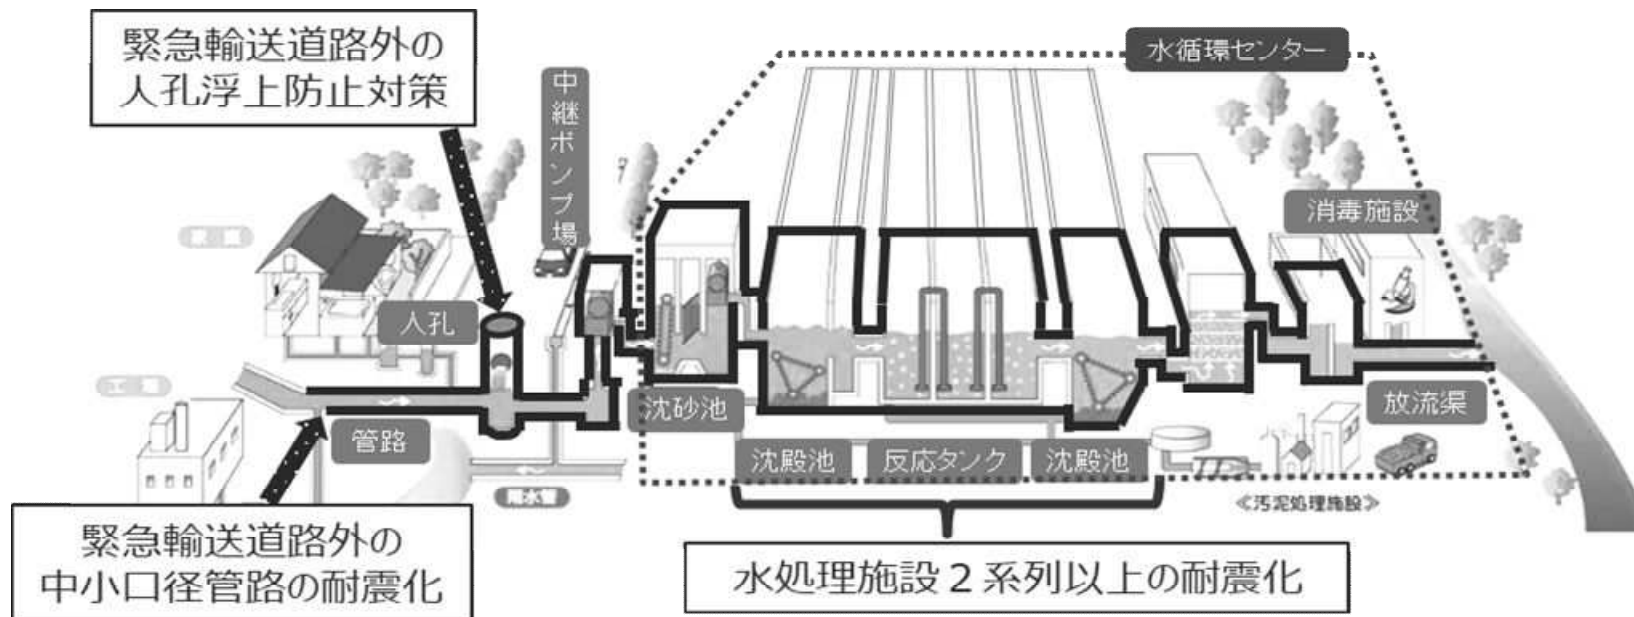 緊急輸送道路外の
人孔浮上防止対策
中継ポンプ場
水循環センター
消毒施設
人孔
管路
沈砂池
沈殿池
反応タンク
沈殿池
放流渠
≪汚泥処理施設≫
緊急輸送道路外の
中小口径管路の耐震化
水処理施設２系列以上の耐震化